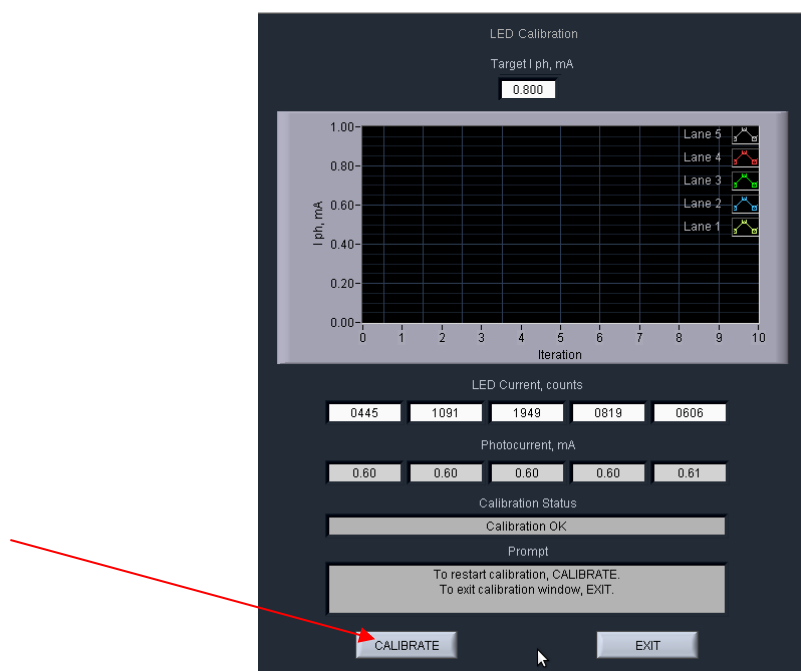 LED Calibration
Target I ph, mA
0.800
1.00
0.80
0.60
0.40
0.20
0.00
I ph, mA
Lane 5
Lane 4
Lane 3
Lane 2
Lane 1
0 1 2 3 4 5 6 7 8 9 10
Iteration
LED Current, counts
0445 1091 1949 0819 0606
Photocurrent, mA
0.60 0.60 0.60 0.60 0.61
Calibration Status
Calibration OK
Prompt
To restart calibration, CALIBRATE.
To exit calibration window, EXIT.
CALIBRATE EXIT